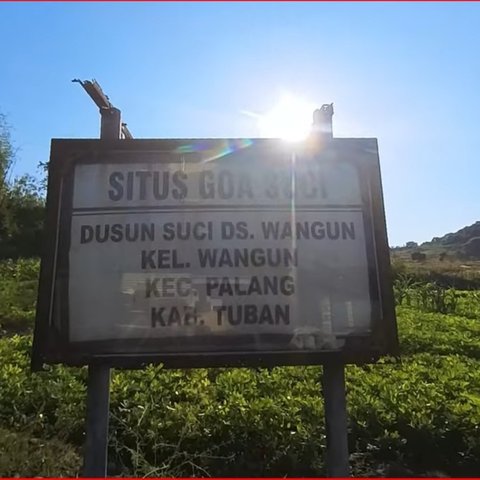 SITUS GOA SUCI
DUSUN SUCI DS. WANGUN
KEL. WANGUN
KEC. PALANG
KAB. TUBAN